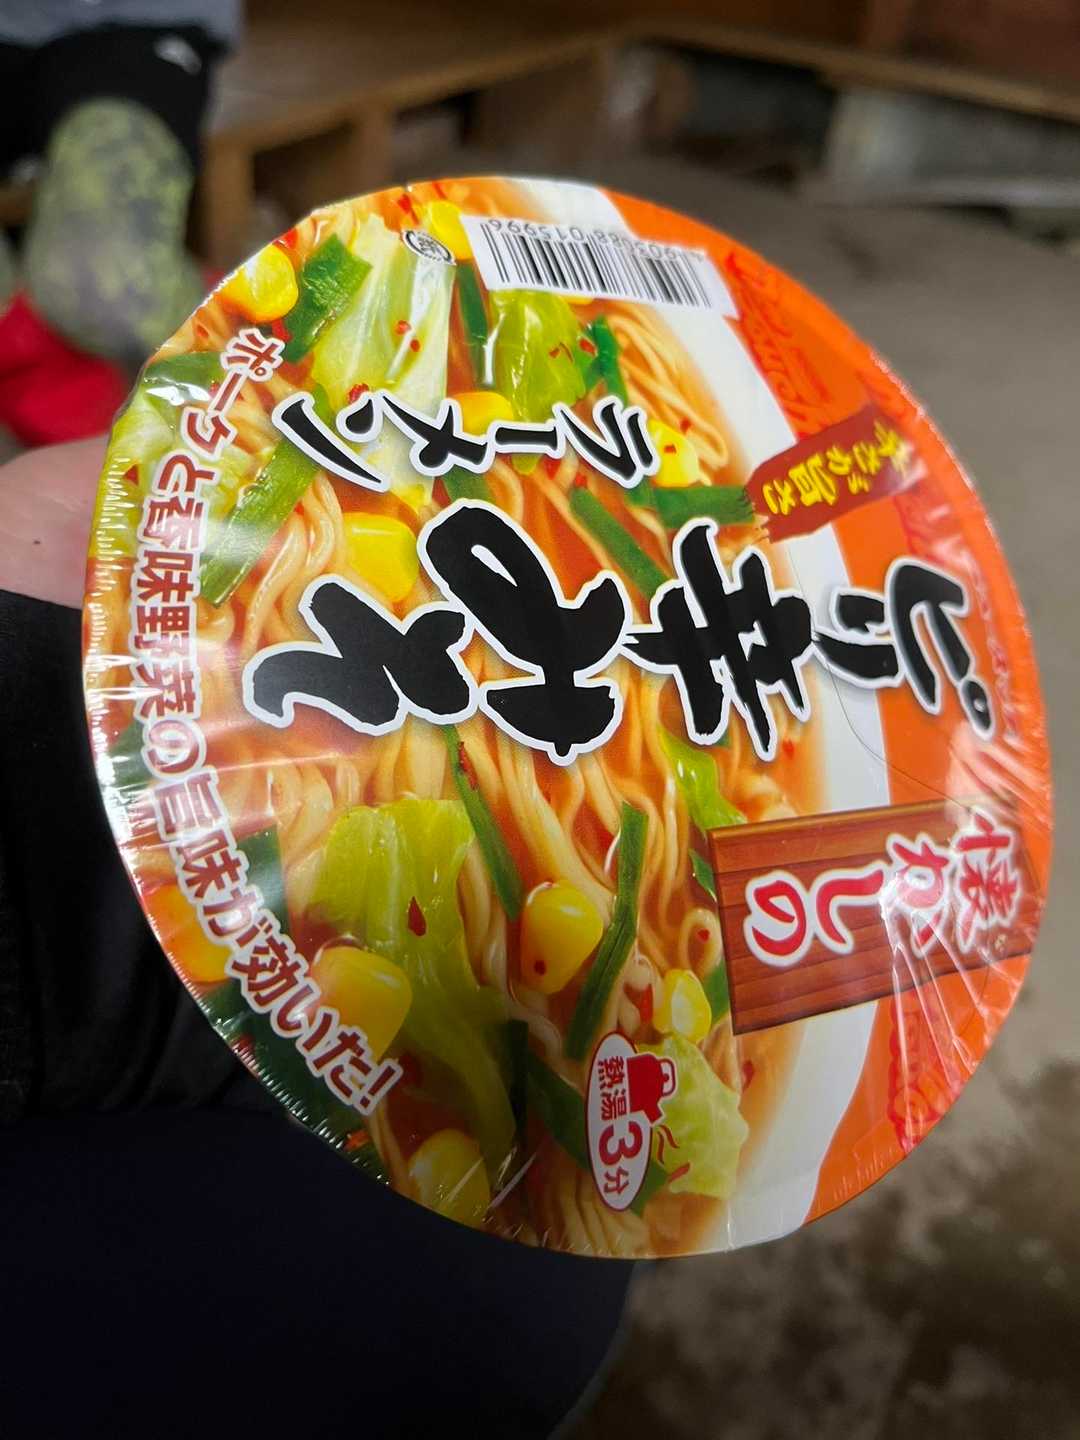 懐かしの
辛さが旨さ
ピリ辛みそ
ラーメン
ポークと香味野菜の旨味が効いた!
熱湯
3分